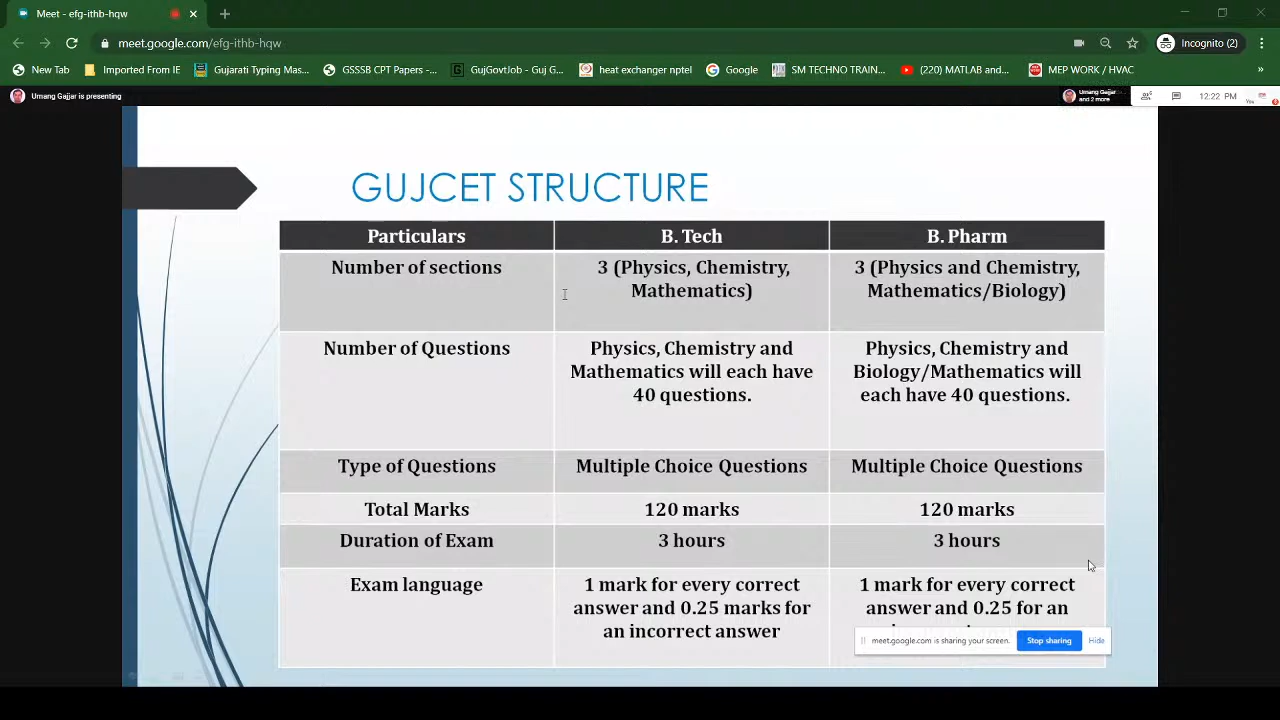 Meet - efg-ithb-hqw
meet.google.com/efg-ithb-hqw
Incognito (2)
New Tab
Imported From IE
Gujarati Typing Mas...
GSSSB CPT Papers -...
GujGovtJob - Guj G...
heat exchanger nptel
Google
SM TECHNO TRAIN...
(220) MATLAB and...
MEP WORK / HVAC
»
Umang Gajjar is presenting
Umang Gajjar
and 2 more
12:22 PM
You
GUJCET STRUCTURE
Particulars
B. Tech
B. Pharm
Number of sections
3 (Physics, Chemistry,
Mathematics)
3 (Physics and Chemistry,
Mathematics/Biology)
Number of Questions
Physics, Chemistry and
Mathematics will each have
40 questions.
Physics, Chemistry and
Biology/Mathematics will
each have 40 questions.
Type of Questions
Multiple Choice Questions
Multiple Choice Questions
Total Marks
120 marks
120 marks
Duration of Exam
3 hours
3 hours
Exam language
1 mark for every correct
answer and 0.25 marks for
an incorrect answer
1 mark for every correct
answer and 0.25 for an
meet.google.com is sharing your screen.
Stop sharing
Hide